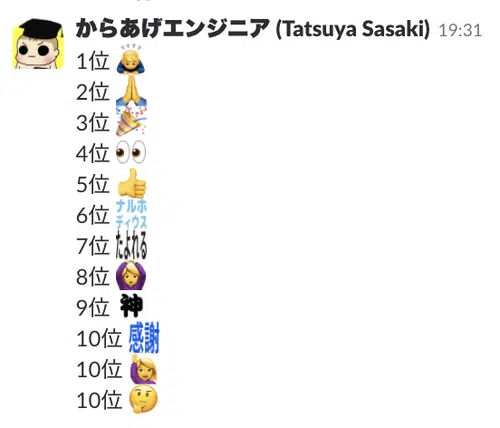 からあげエンジニア (Tatsuya Sasaki) 19:31
1位 🙇
2位 🙏
3位 🎉
4位 👀
5位 👍
6位 ナルホディウス
7位 たよれる
8位 🙆‍♀️
9位 神
10位 感謝
10位 🙋‍♀️
10位 🤔